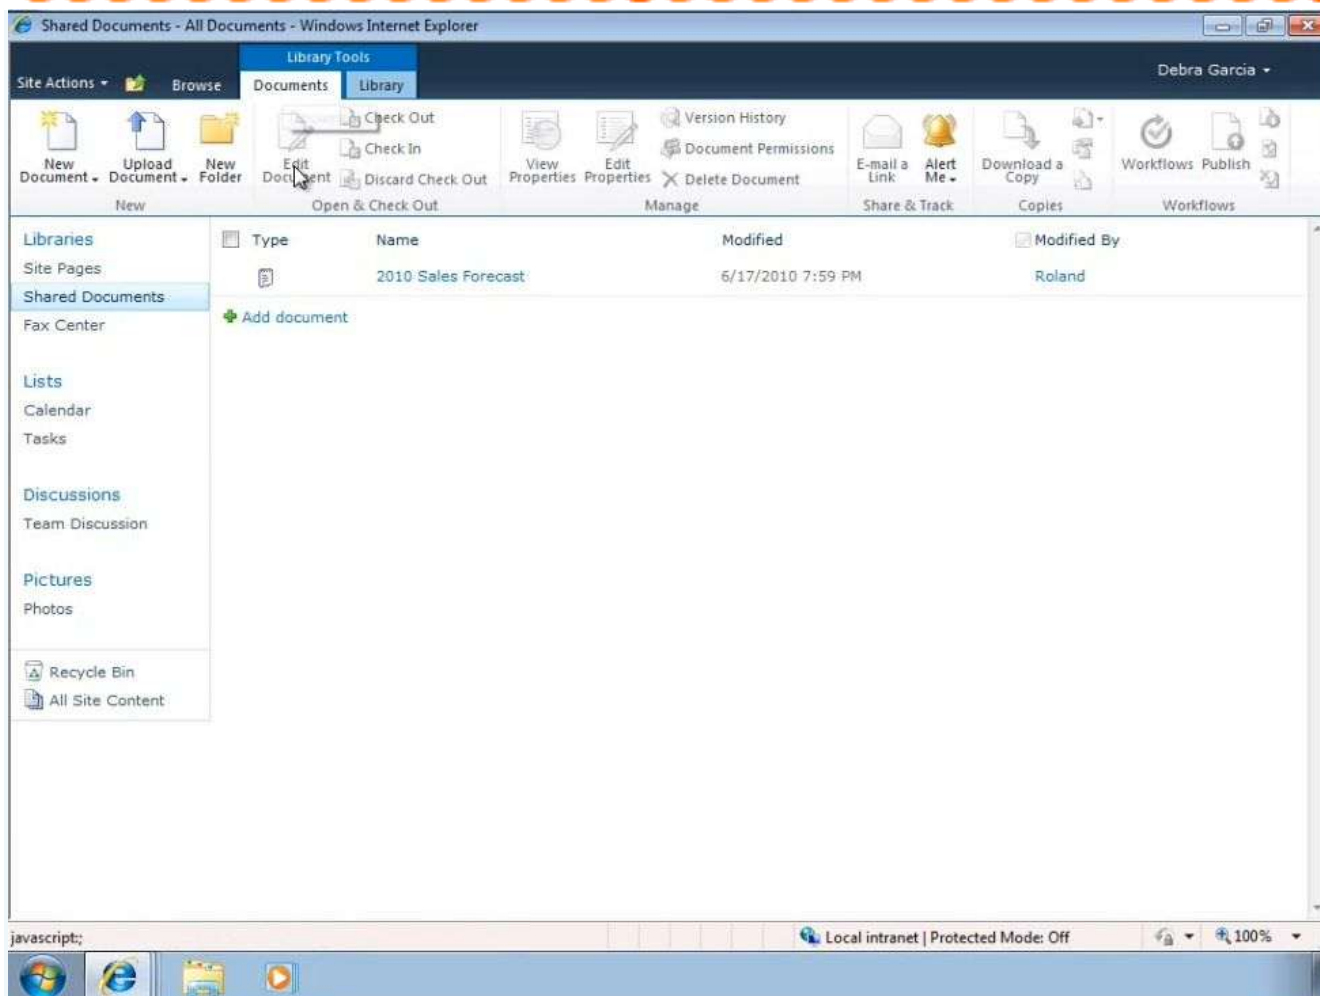 Shared Documents - All Documents - Windows Internet Explorer
Library Tools
Debra Garcia
Site Actions
Browse
Documents
Library
New Document
Upload Document
New Folder
Edit Document
Check Out
Check In
Discard Check Out
View Properties
Edit Properties
Version History
Document Permissions
Delete Document
E-mail a Link
Alert Me
Download a Copy
Workflows
Publish
New
Open & Check Out
Manage
Share & Track
Copies
Workflows
Libraries
Site Pages
Shared Documents
Fax Center
Lists
Calendar
Tasks
Discussions
Team Discussion
Pictures
Photos
Recycle Bin
All Site Content
Type Name Modified Modified By
2010 Sales Forecast 6/17/2010 7:59 PM Roland
Add document
javascript:;
Local intranet | Protected Mode: Off
100%